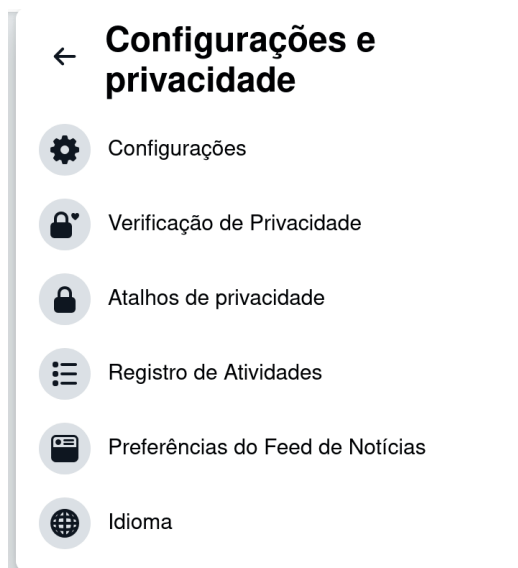 Configurações e
privacidade
Configurações
Verificação de Privacidade
Atalhos de privacidade
Registro de Atividades
Preferências do Feed de Notícias
Idioma